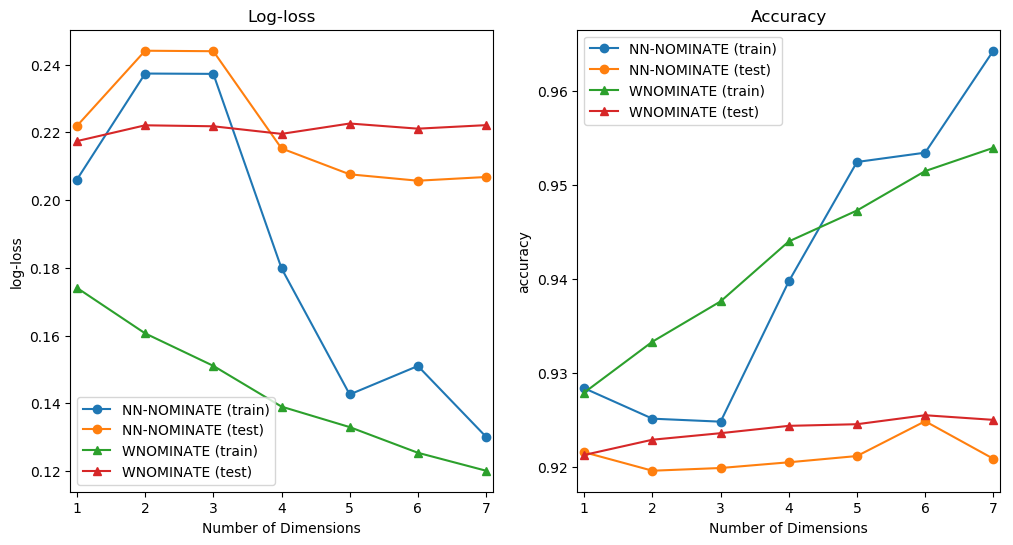 Log-loss
0.24
0.22
0.20
0.18
0.16
0.14
0.12
log-loss
NN-NOMINATE (train)
NN-NOMINATE (test)
WNOMINATE (train)
WNOMINATE (test)
1 2 3 4 5 6 7
Number of Dimensions
Accuracy
NN-NOMINATE (train)
NN-NOMINATE (test)
WNOMINATE (train)
WNOMINATE (test)
0.96
0.95
0.94
0.93
0.92
accuracy
1 2 3 4 5 6 7
Number of Dimensions